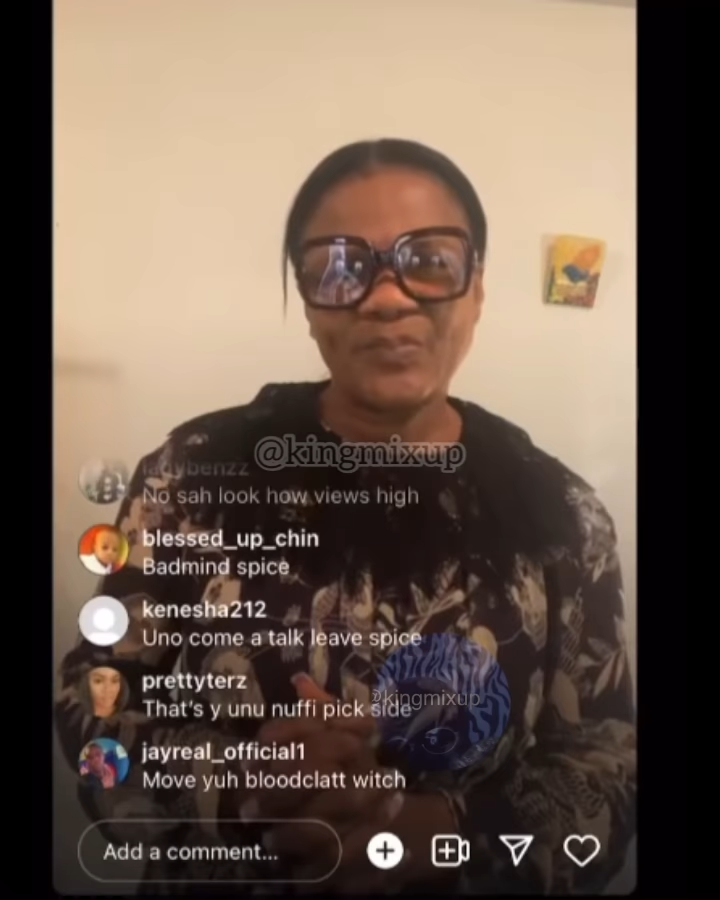 @kingmixup
ladybenzz
No sah look how views high
blessed_up_chin
Badmind spice
kenesha212
Uno come a talk leave spice
@kingmixup
prettyterz
That's y unu nuffi pick side
jayreal_official1
Move yuh bloodclatt witch
Add a comment...